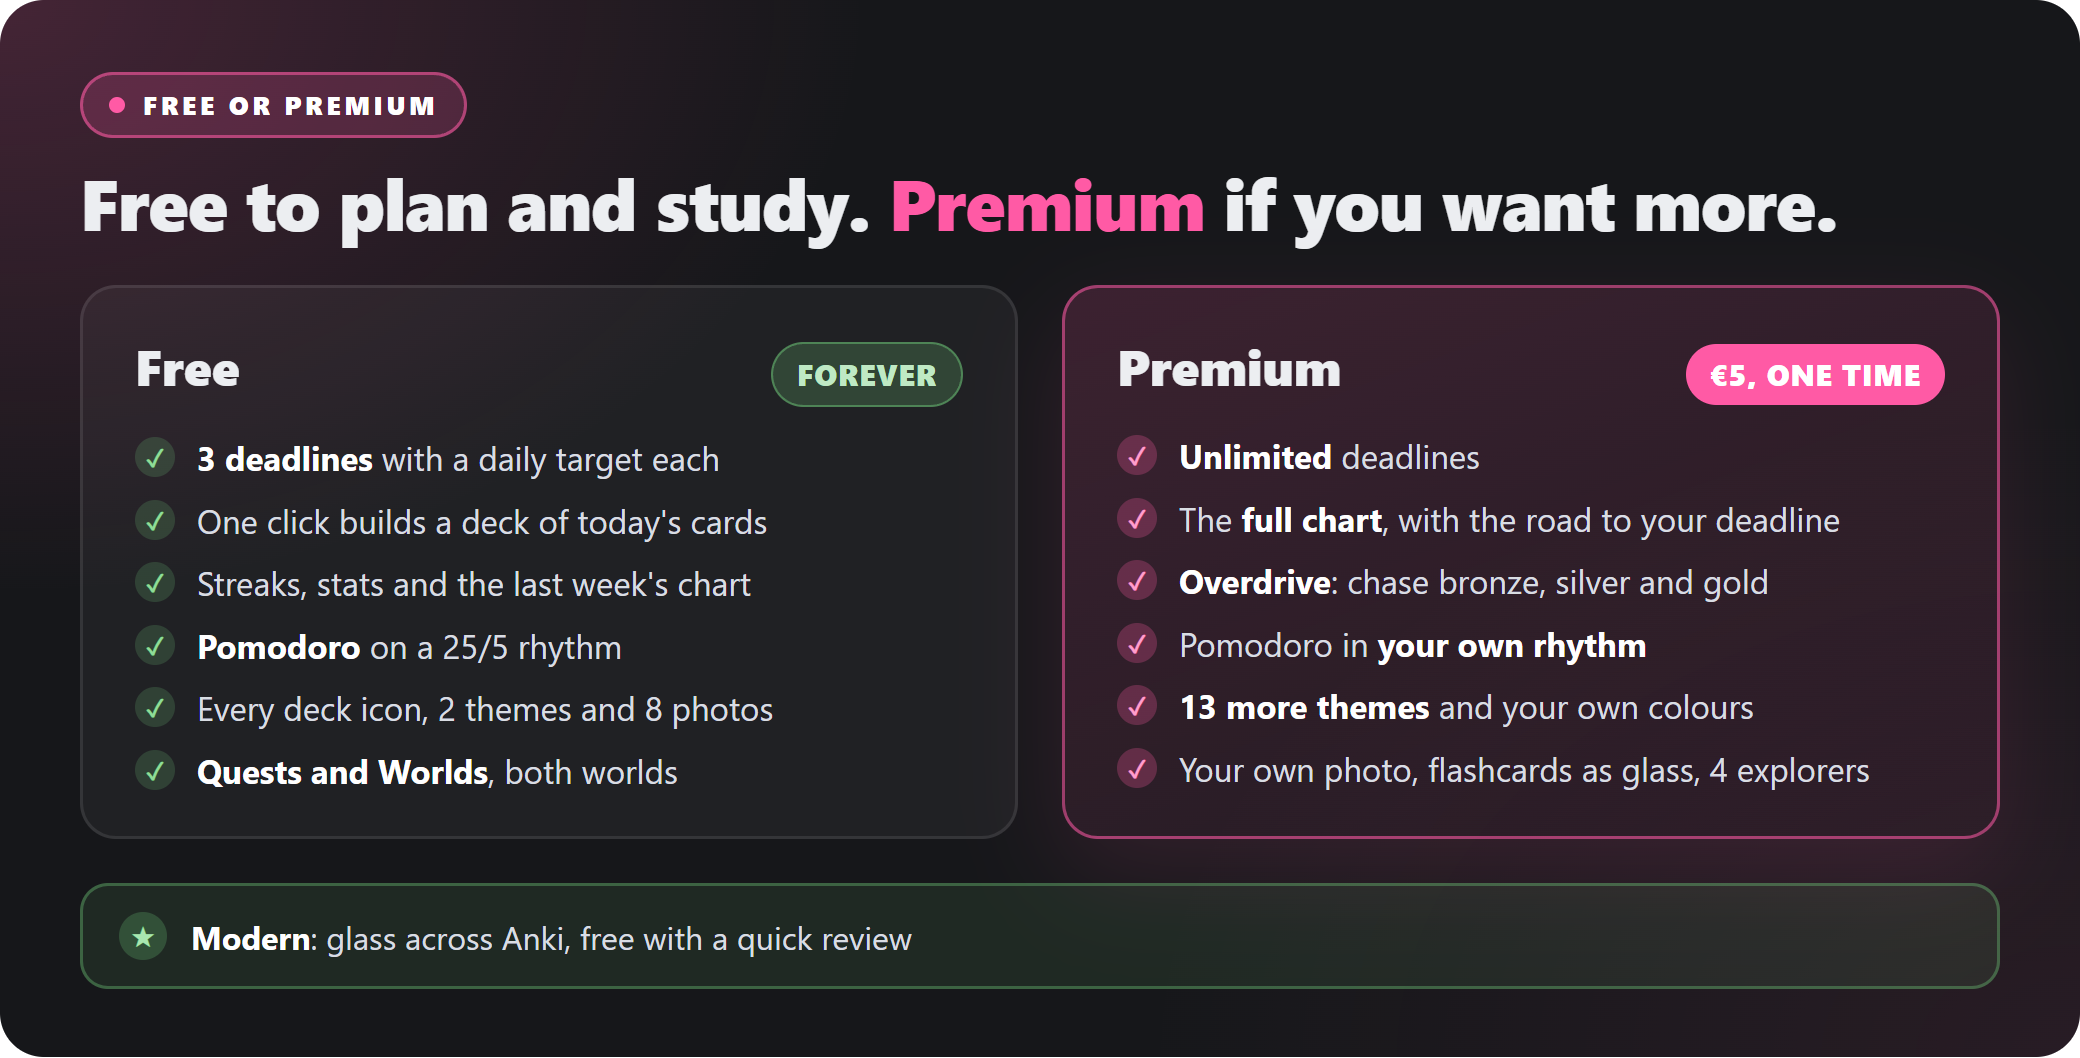 FREE OR PREMIUM
Free to plan and study. Premium if you want more.
Free
FOREVER
✓ 3 deadlines with a daily target each
✓ One click builds a deck of today's cards
✓ Streaks, stats and the last week's chart
✓ Pomodoro on a 25/5 rhythm
✓ Every deck icon, 2 themes and 8 photos
✓ Quests and Worlds, both worlds
Premium
€5, ONE TIME
✓ Unlimited deadlines
✓ The full chart, with the road to your deadline
✓ Overdrive: chase bronze, silver and gold
✓ Pomodoro in your own rhythm
✓ 13 more themes and your own colours
✓ Your own photo, flashcards as glass, 4 explorers
★ Modern: glass across Anki, free with a quick review